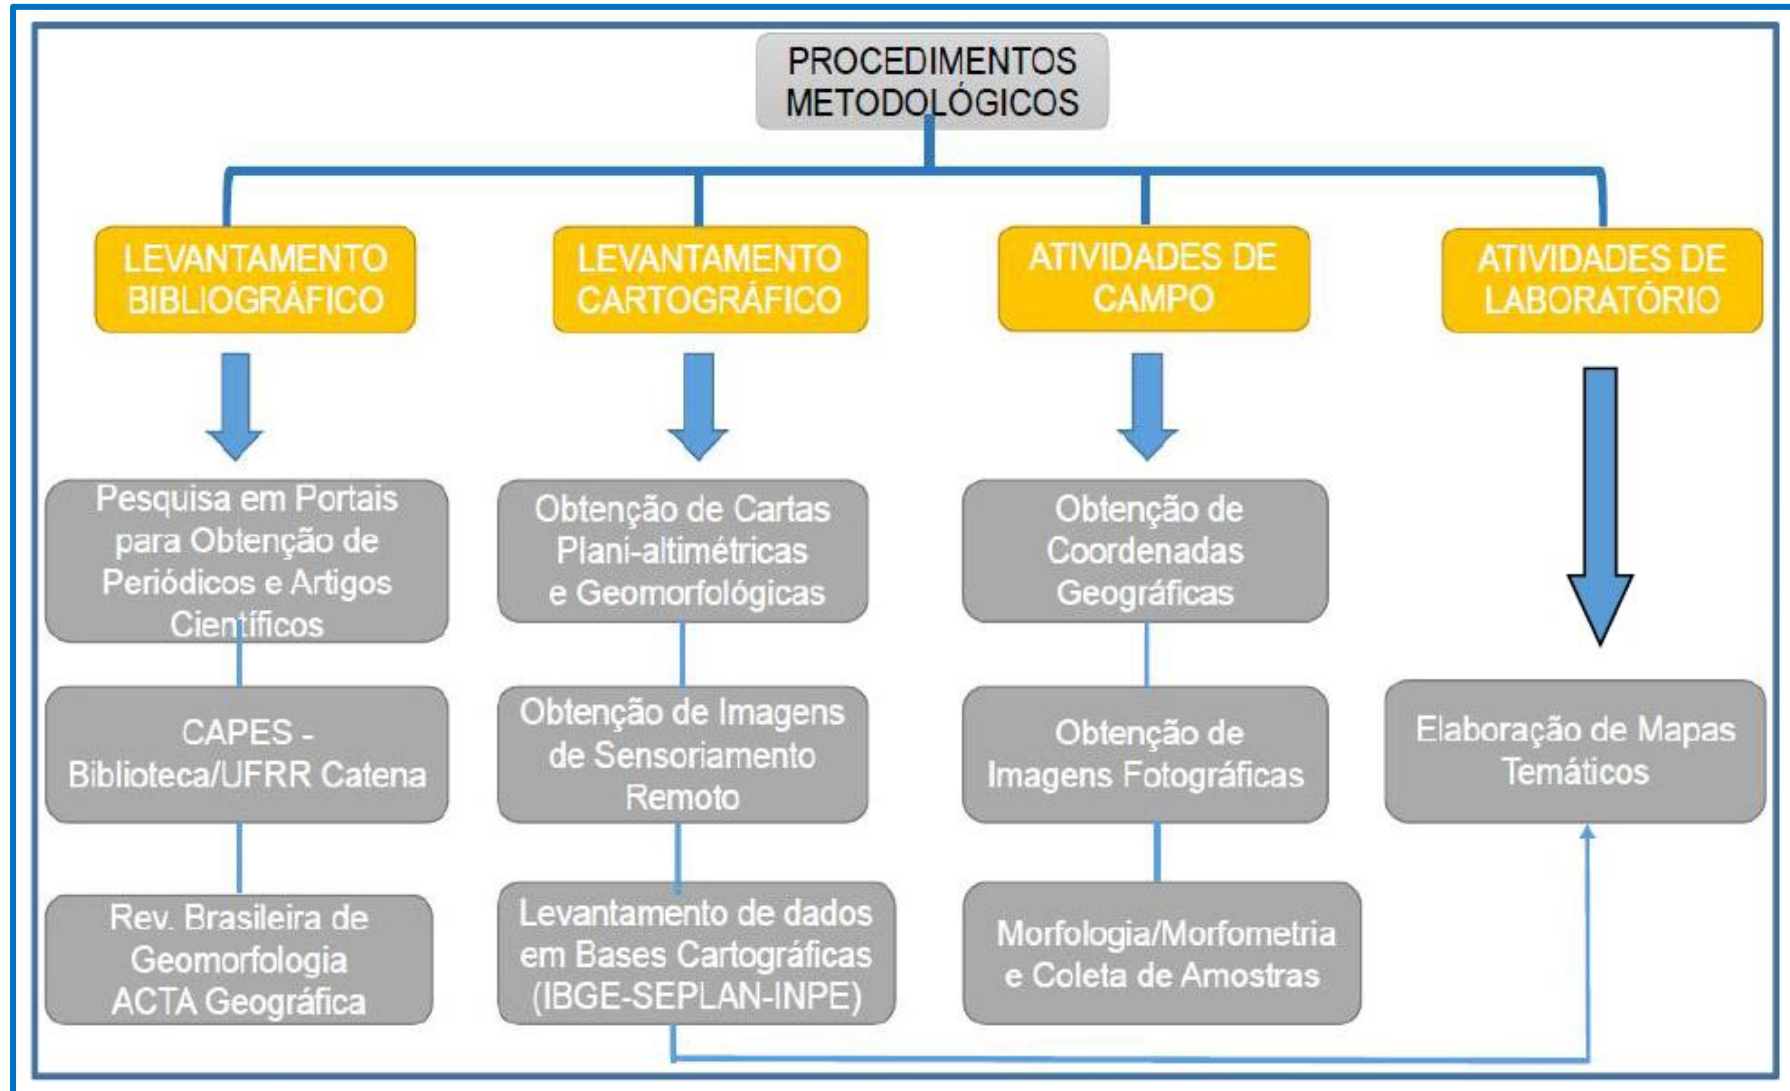 PROCEDIMENTOS
METODOLÓGICOS
LEVANTAMENTO
BIBLIOGRÁFICO
LEVANTAMENTO
CARTOGRÁFICO
ATIVIDADES DE
CAMPO
ATIVIDADES DE
LABORATÓRIO
Pesquisa em Portais
para Obtenção de
Periódicos e Artigos
Científicos
CAPES -
Biblioteca/UFRR Catena
Rev. Brasileira de
Geomorfologia
ACTA Geográfica
Obtenção de Cartas
Plani-altimétricas
e Geomorfológicas
Obtenção de Imagens
de Sensoriamento
Remoto
Levantamento de dados
em Bases Cartográficas
(IBGE-SEPLAN-INPE)
Obtenção de
Coordenadas
Geográficas
Obtenção de
Imagens Fotográficas
Morfologia/Morfometria
e Coleta de Amostras
Elaboração de Mapas
Temáticos